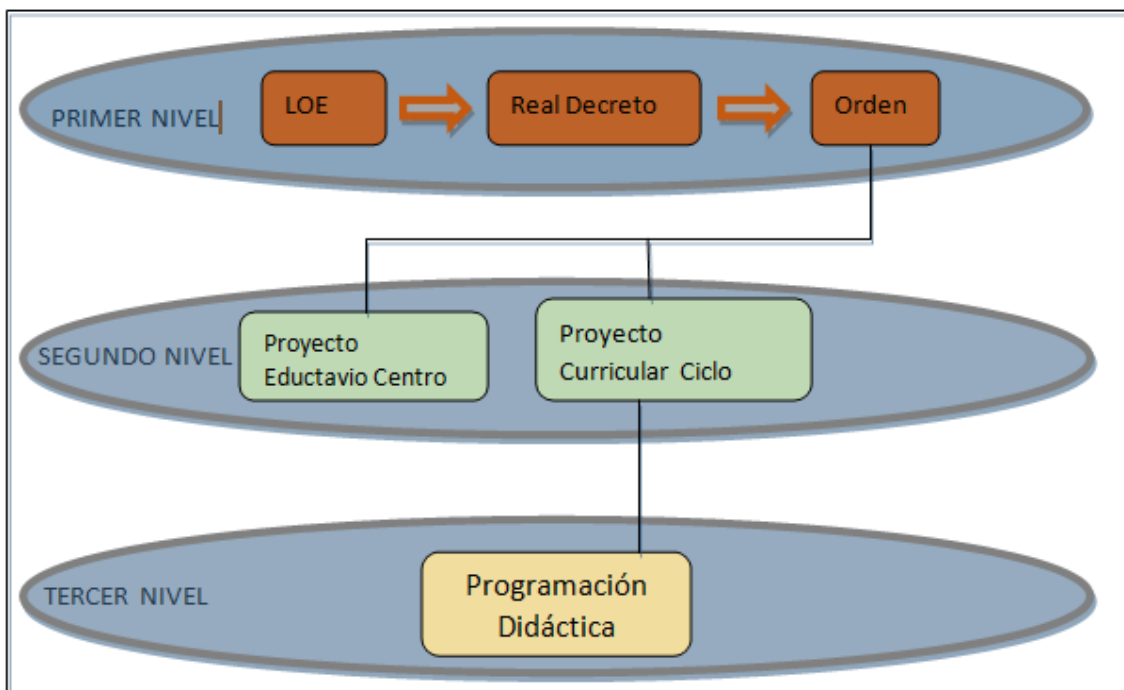 PRIMER NIVEL
LOE
Real Decreto
Orden
SEGUNDO NIVEL
Proyecto
Eductavio Centro
Proyecto
Curricular Ciclo
TERCER NIVEL
Programación
Didáctica